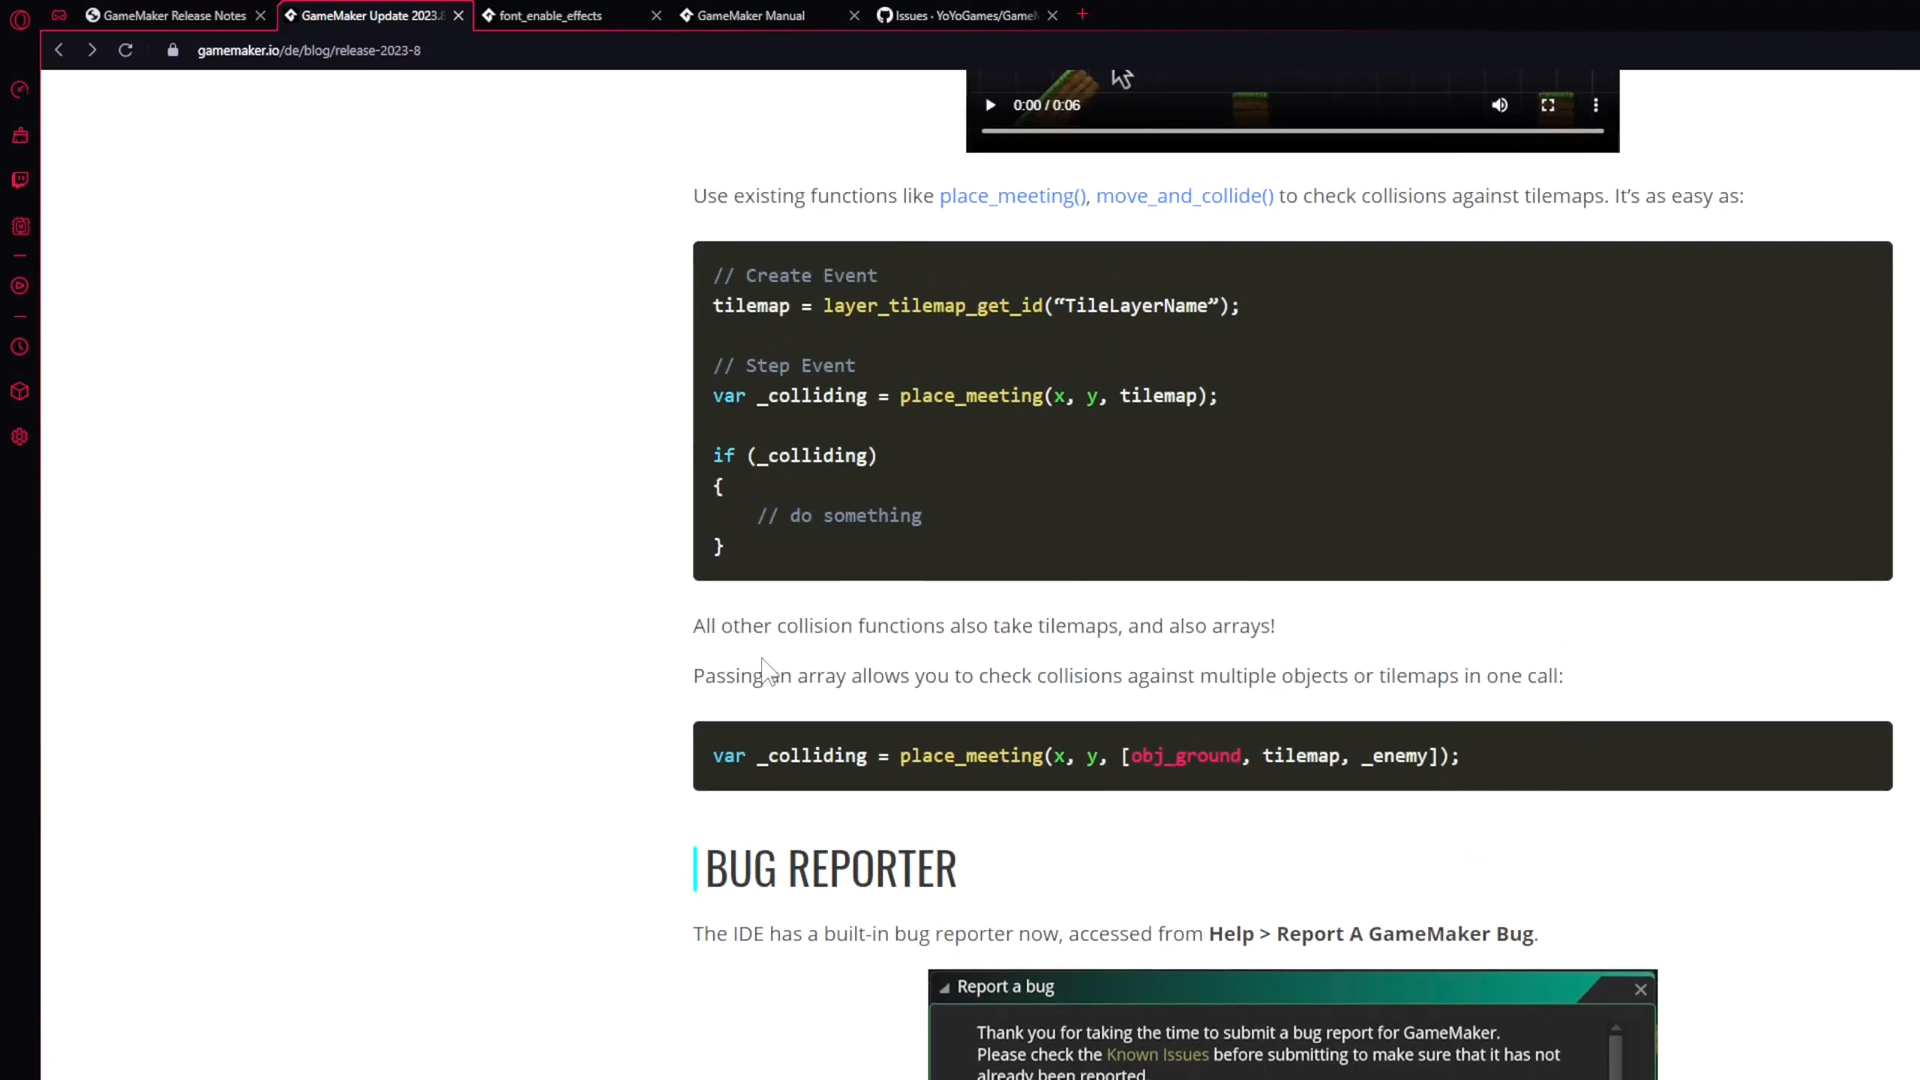 GameMaker Release Notes
GameMaker Update 2023.8
font_enable_effects
GameMaker Manual
Issues · YoYoGames/GameM
gamemaker.io/de/blog/release-2023-8
0:00 / 0:06
Use existing functions like place_meeting(), move_and_collide() to check collisions against tilemaps. It’s as easy as:
// Create Event
tilemap = layer_tilemap_get_id(“TileLayerName”);
// Step Event
var _colliding = place_meeting(x, y, tilemap);
if (_colliding)
{
// do something
}
All other collision functions also take tilemaps, and also arrays!
Passing an array allows you to check collisions against multiple objects or tilemaps in one call:
var _colliding = place_meeting(x, y, [obj_ground, tilemap, _enemy]);
BUG REPORTER
The IDE has a built-in bug reporter now, accessed from Help > Report A GameMaker Bug.
Report a bug
Thank you for taking the time to submit a bug report for GameMaker.
Please check the Known Issues before submitting to make sure that it has not
already been reported.